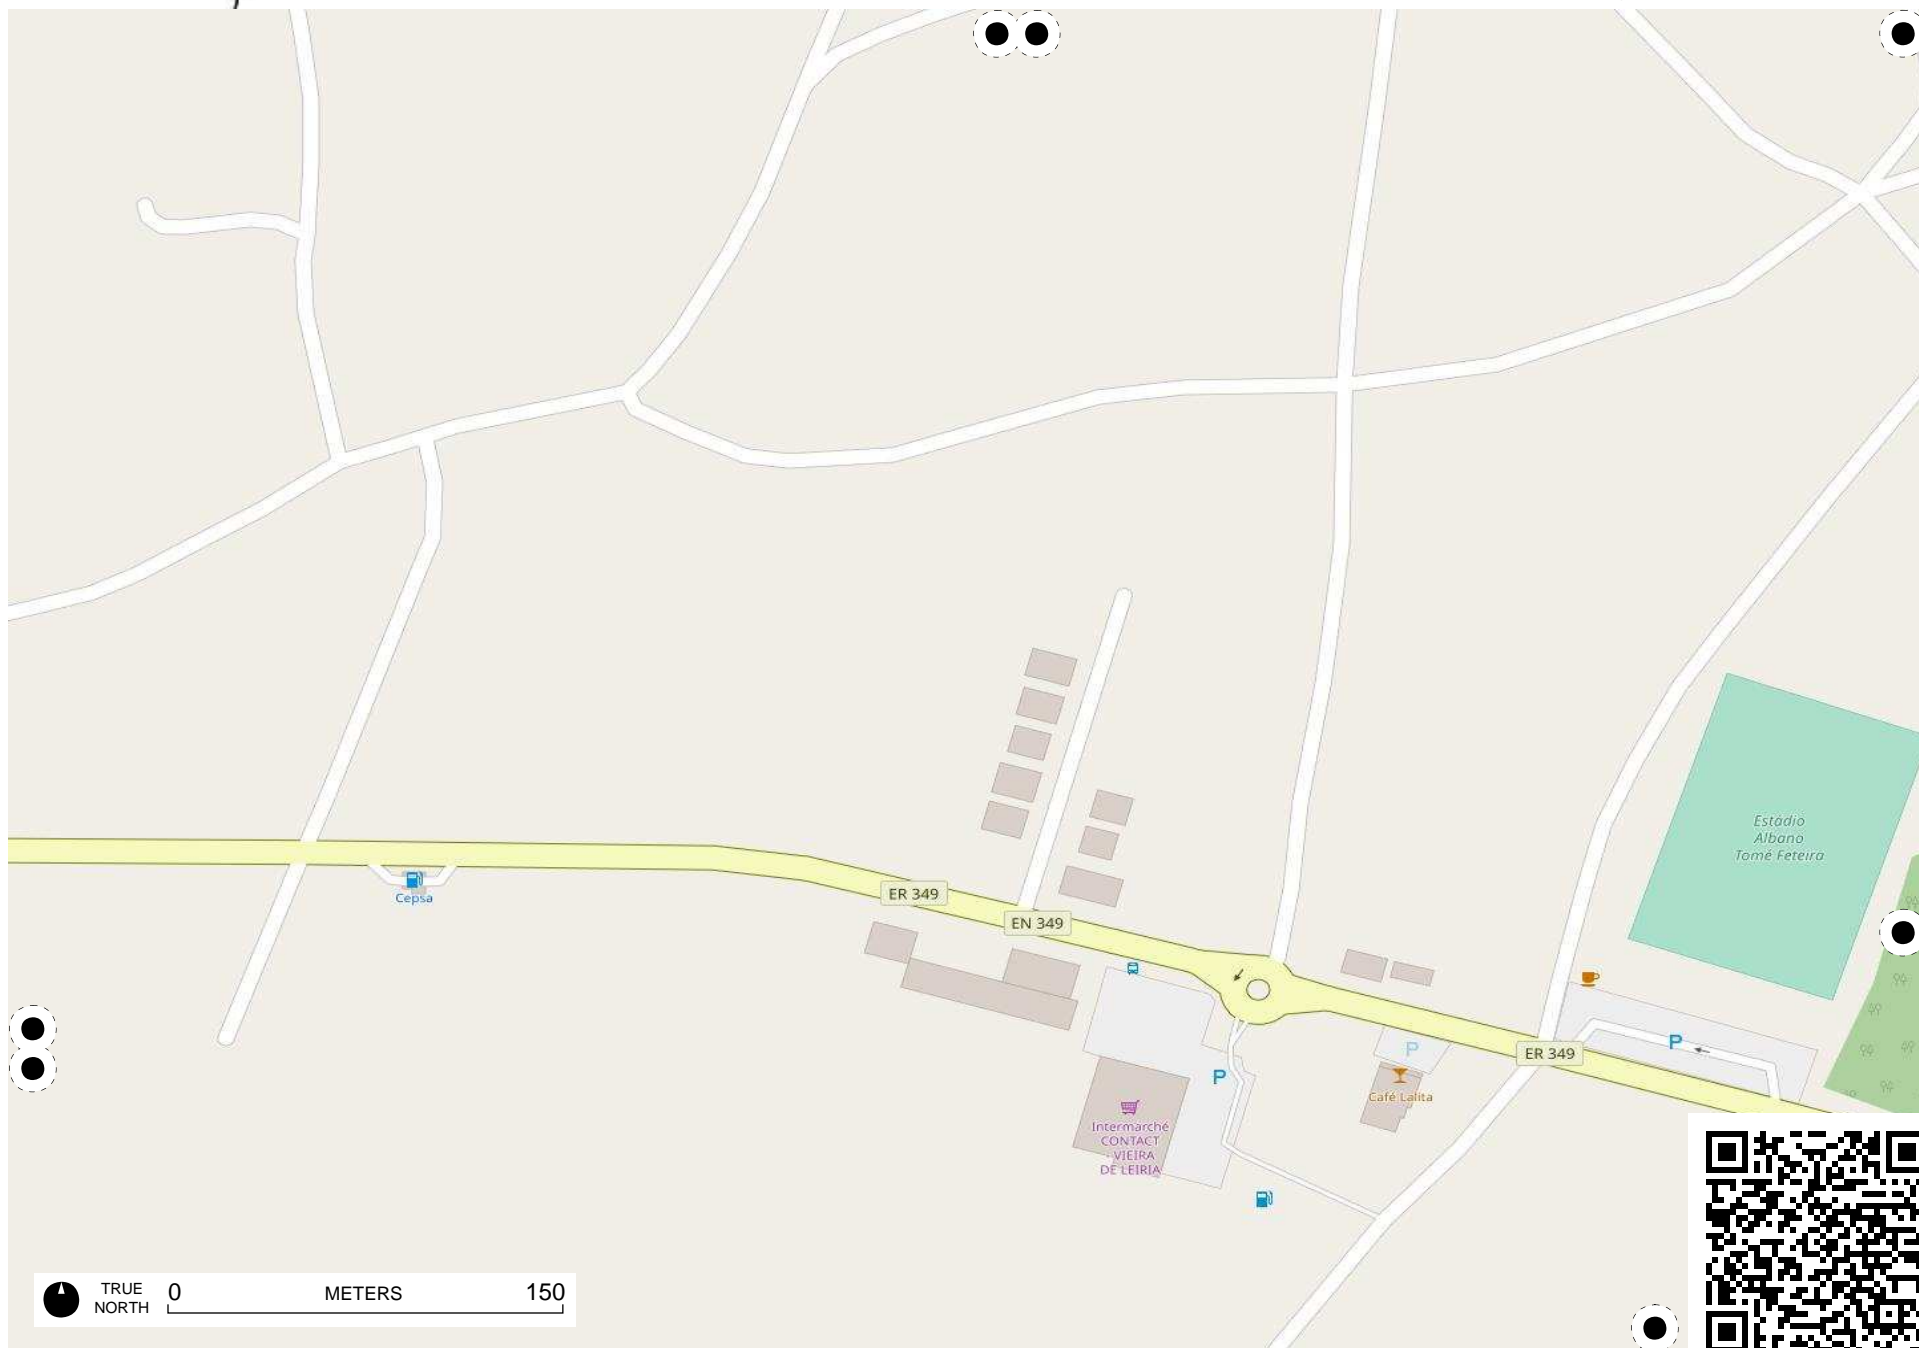 Estádio
Albano
Tomé Feteira
Cepsa
ER 349
EN 349
ER 349
P
P
P
Café Lalita
Intermarché
CONTACT
VIEIRA
DE LEIRIA
TRUE
NORTH
0 METERS 150